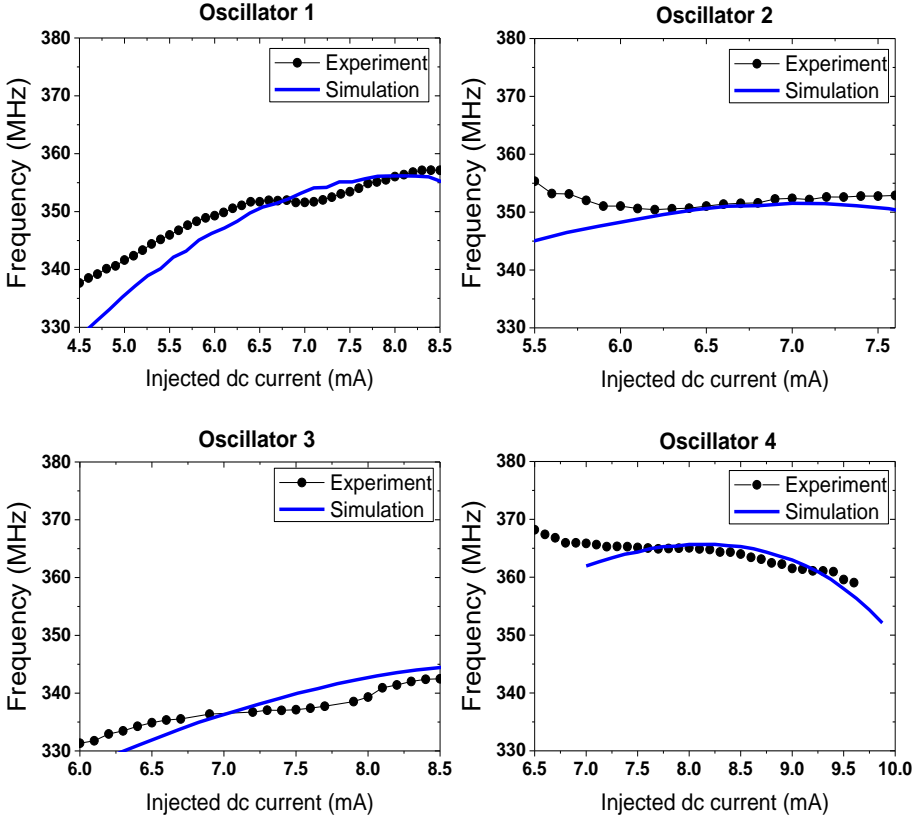 Oscillator 1
380
370
360
350
340
330
Frequency (MHz)
Experiment
Simulation
4.5 5.0 5.5 6.0 6.5 7.0 7.5 8.0 8.5
Injected dc current (mA)
Oscillator 2
380
370
360
350
340
330
Frequency (MHz)
Experiment
Simulation
5.5 6.0 6.5 7.0 7.5
Injected dc current (mA)
Oscillator 3
380
370
360
350
340
330
Frequency (MHz)
Experiment
Simulation
6.0 6.5 7.0 7.5 8.0 8.5
Injected dc current (mA)
Oscillator 4
380
370
360
350
340
330
Frequency (MHz)
Experiment
Simulation
6.5 7.0 7.5 8.0 8.5 9.0 9.5 10.0
Injected dc current (mA)